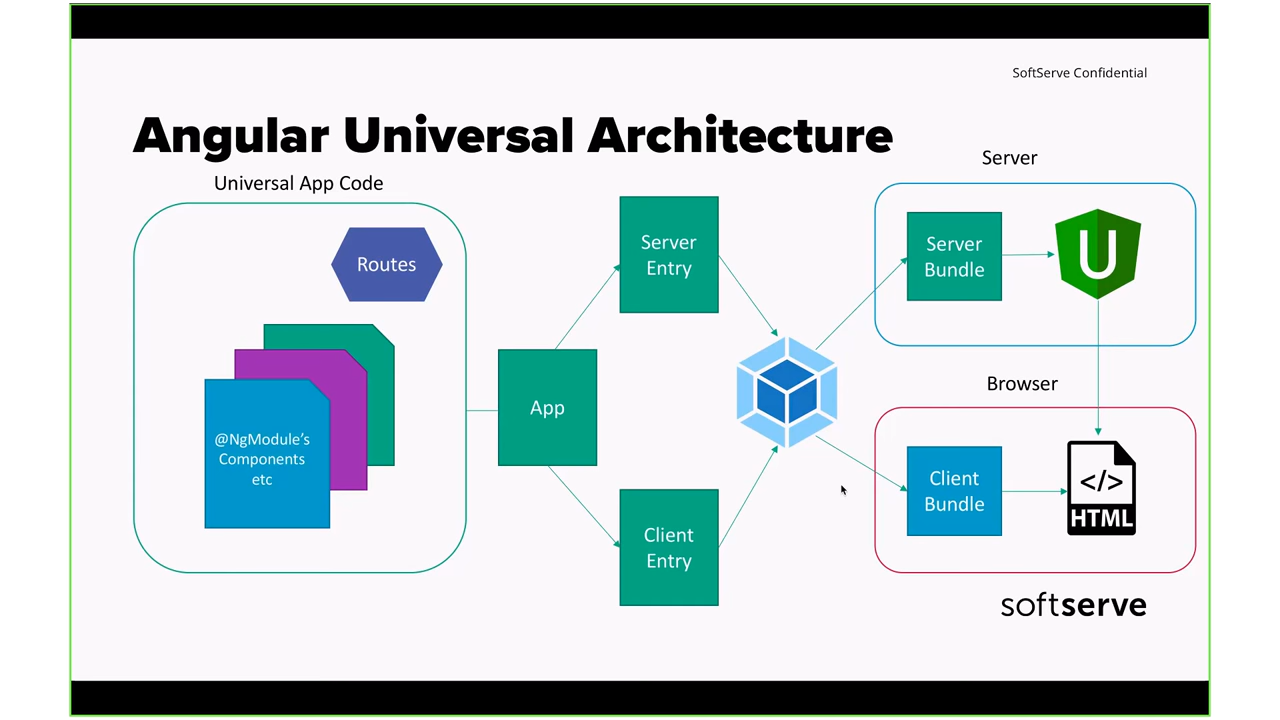 SoftServe Confidential
Angular Universal Architecture
Universal App Code
Routes
@NgModule’s
Components
etc
App
Server
Entry
Client
Entry
Server
Server
Bundle
U
Browser
Client
Bundle
</>
HTML
softserve